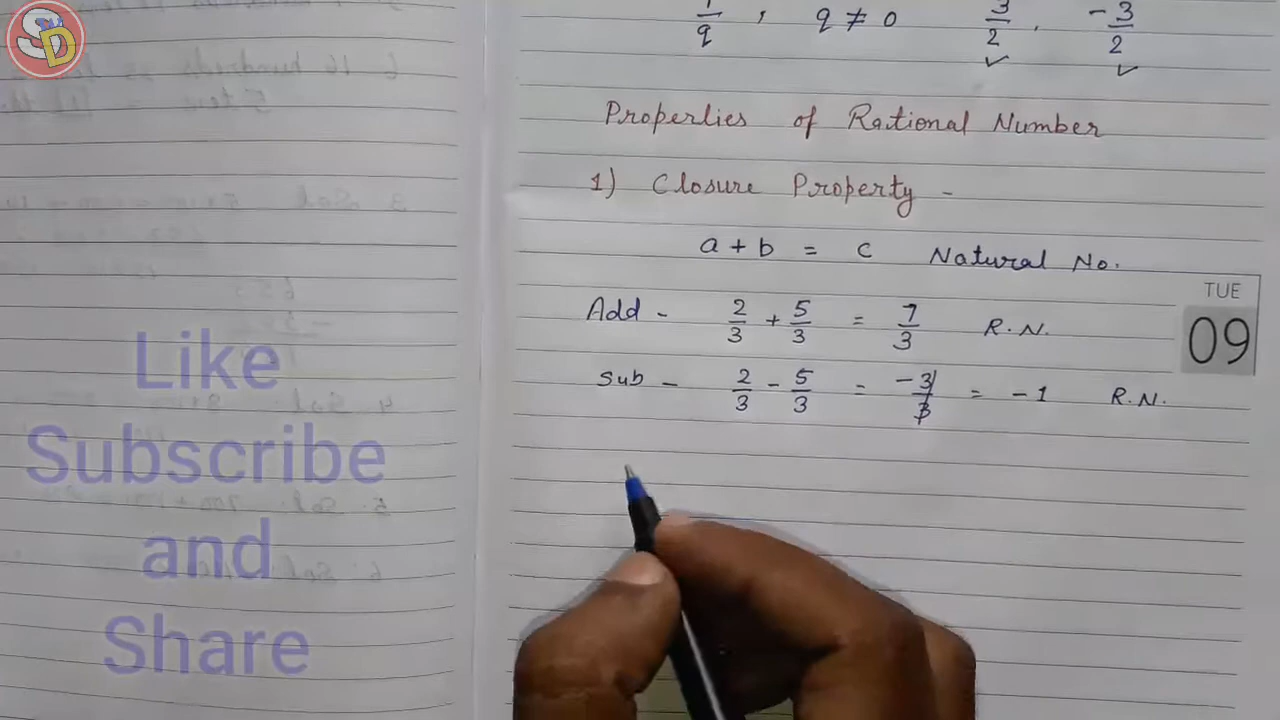 SD
p/q , q ≠ 0 3/2 , -3/2
Properties of Rational Number
1) Closure Property -
a + b = c Natural No.
TUE
09
Add - 2/3 + 5/3 = 7/3 R.N.
Sub - 2/3 - 5/3 = -3/3 = -1 R.N.
Like
Subscribe
and
Share